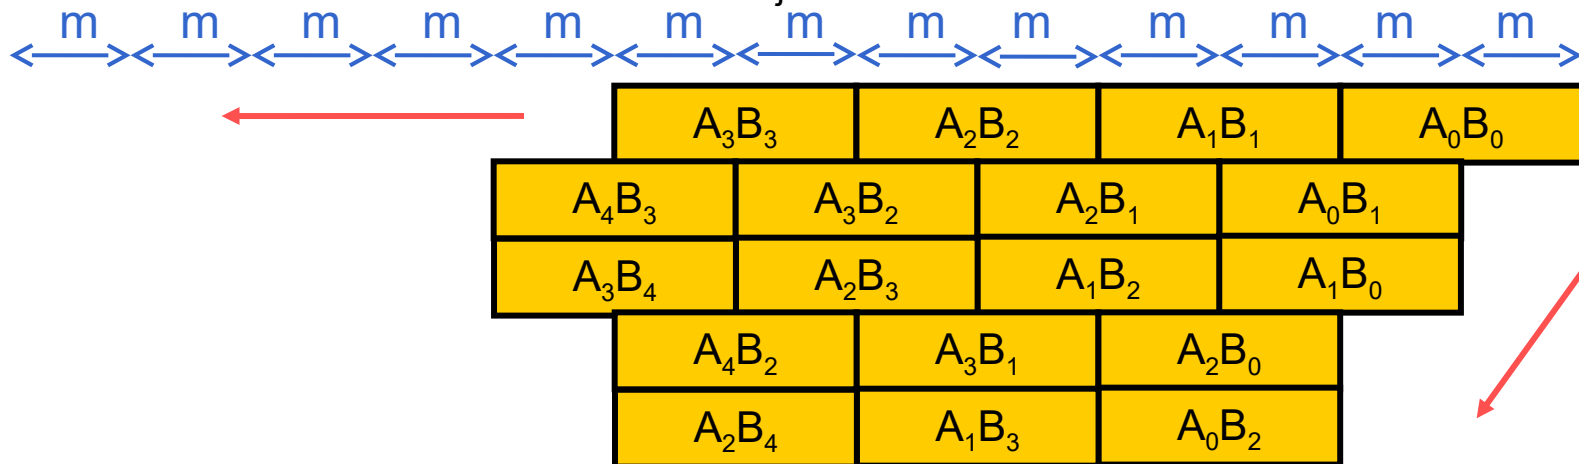 m m m m m m m m m m m m m
A₃B₃ A₂B₂ A₁B₁ A₀B₀
A₄B₃ A₃B₂ A₂B₁ A₀B₁
A₃B₄ A₂B₃ A₁B₂ A₁B₀
A₄B₂ A₃B₁ A₂B₀
A₂B₄ A₁B₃ A₀B₂